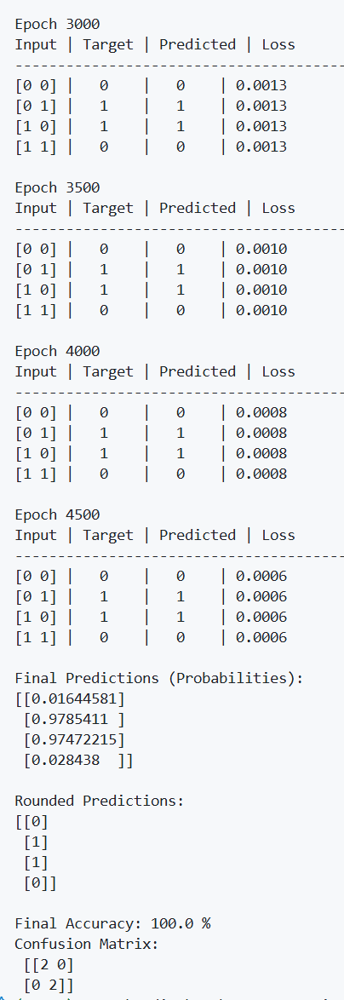 Epoch 3000
Input | Target | Predicted | Loss
---------------------------------------
[0 0] |   0    |   0    | 0.0013
[0 1] |   1    |   1    | 0.0013
[1 0] |   1    |   1    | 0.0013
[1 1] |   0    |   0    | 0.0013
Epoch 3500
Input | Target | Predicted | Loss
---------------------------------------
[0 0] |   0    |   0    | 0.0010
[0 1] |   1    |   1    | 0.0010
[1 0] |   1    |   1    | 0.0010
[1 1] |   0    |   0    | 0.0010
Epoch 4000
Input | Target | Predicted | Loss
---------------------------------------
[0 0] |   0    |   0    | 0.0008
[0 1] |   1    |   1    | 0.0008
[1 0] |   1    |   1    | 0.0008
[1 1] |   0    |   0    | 0.0008
Epoch 4500
Input | Target | Predicted | Loss
---------------------------------------
[0 0] |   0    |   0    | 0.0006
[0 1] |   1    |   1    | 0.0006
[1 0] |   1    |   1    | 0.0006
[1 1] |   0    |   0    | 0.0006
Final Predictions (Probabilities):
[[0.01644581]
 [0.9785411 ]
 [0.97472215]
 [0.028438  ]]
Rounded Predictions:
[[0]
 [1]
 [1]
 [0]]
Final Accuracy: 100.0 %
Confusion Matrix:
 [[2 0]
 [0 2]]